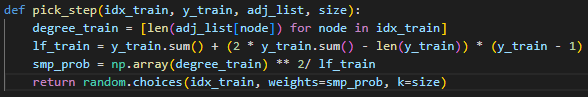 def pick_step(idx_train, y_train, adj_list, size):
    degree_train = [len(adj_list[node]) for node in idx_train]
    lf_train = y_train.sum() + (2 * y_train.sum() - len(y_train)) * (y_train - 1)
    smp_prob = np.array(degree_train) ** 2/ lf_train
    return random.choices(idx_train, weights=smp_prob, k=size)